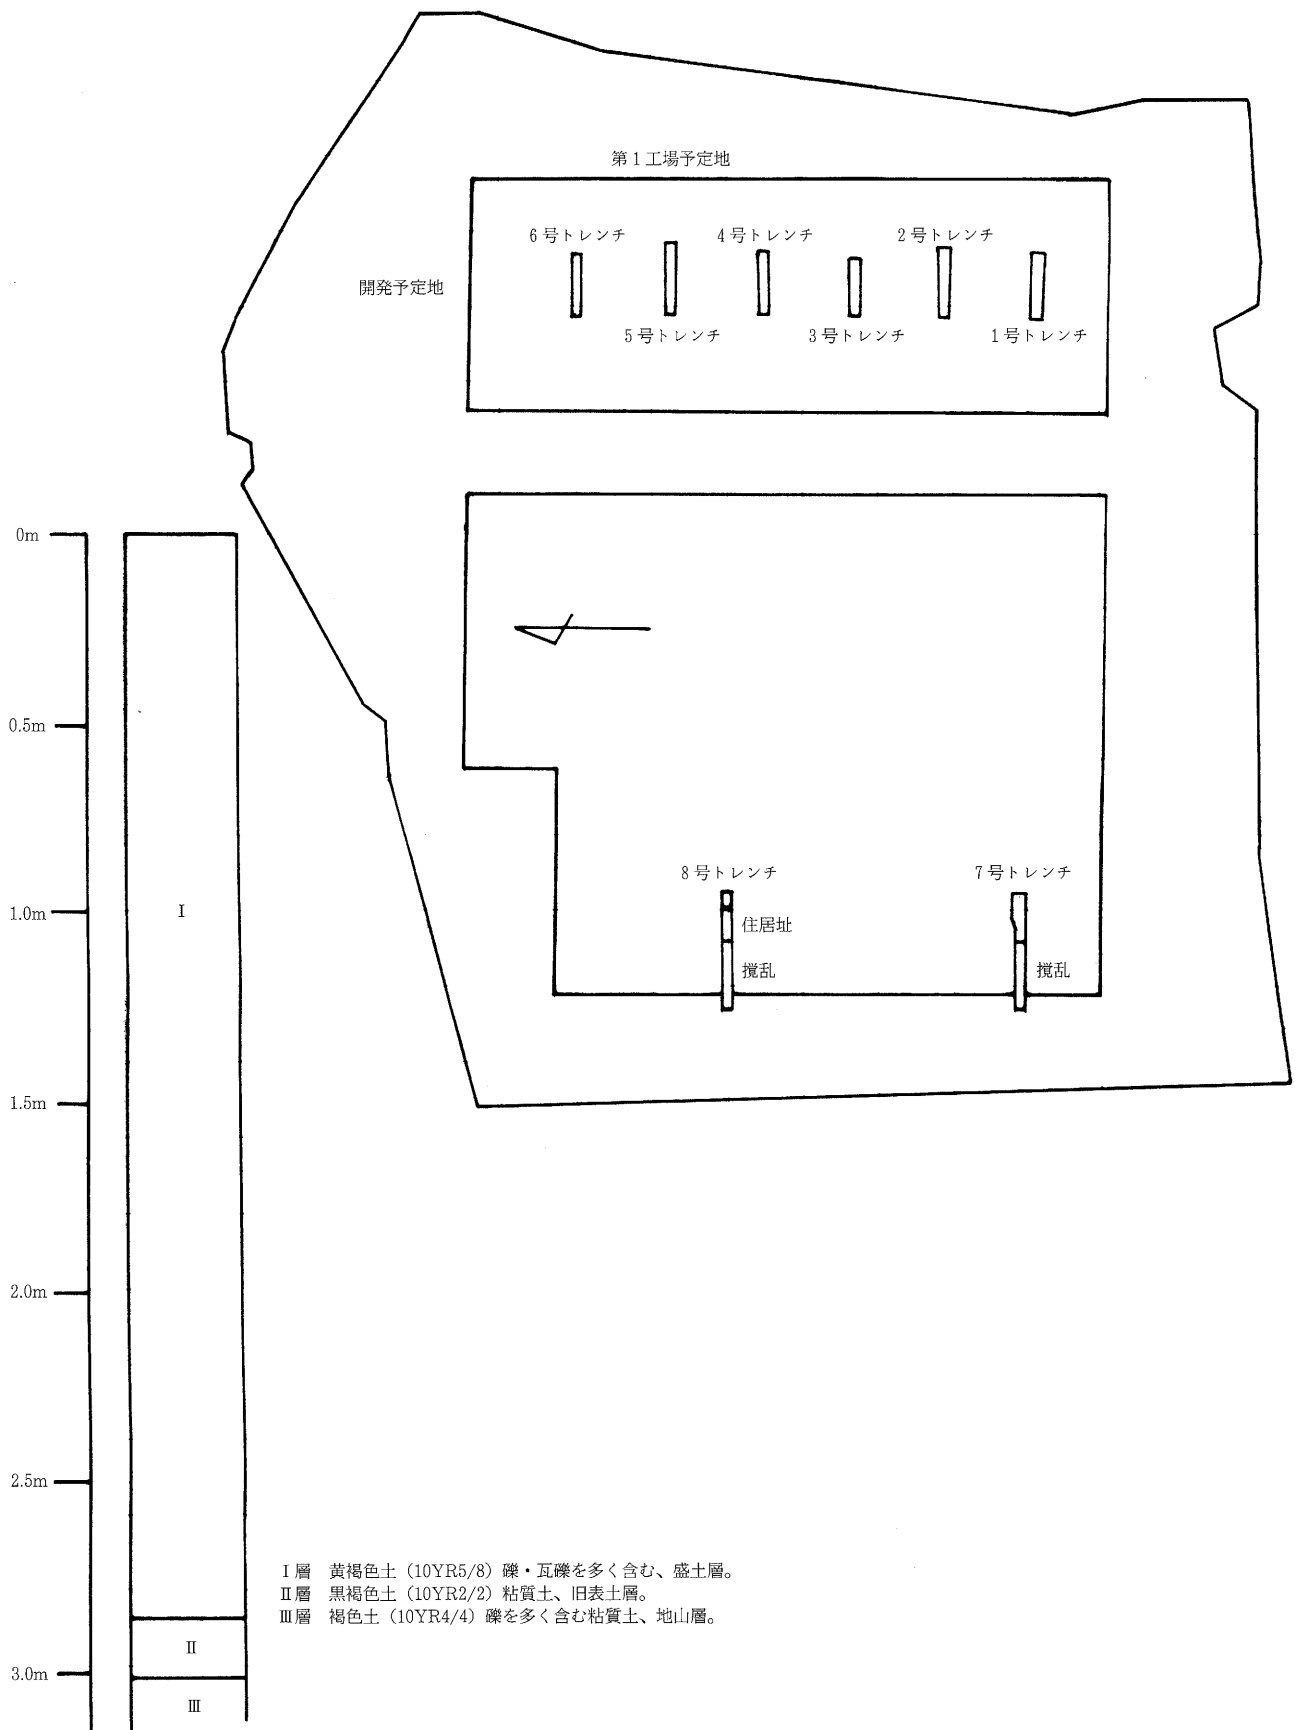 第1工場予定地
6号トレンチ
4号トレンチ
2号トレンチ
開発予定地
5号トレンチ
3号トレンチ
1号トレンチ
0m
0.5m
1.0m
1.5m
2.0m
2.5m
3.0m
Ⅰ
Ⅱ
Ⅲ
8号トレンチ
7号トレンチ
住居址
攪乱
攪乱
Ⅰ層 黄褐色土（10YR5/8）礫・瓦礫を多く含む、盛土層。
Ⅱ層 黒褐色土（10YR2/2）粘質土、旧表土層。
Ⅲ層 褐色土（10YR4/4）礫を多く含む粘質土、地山層。